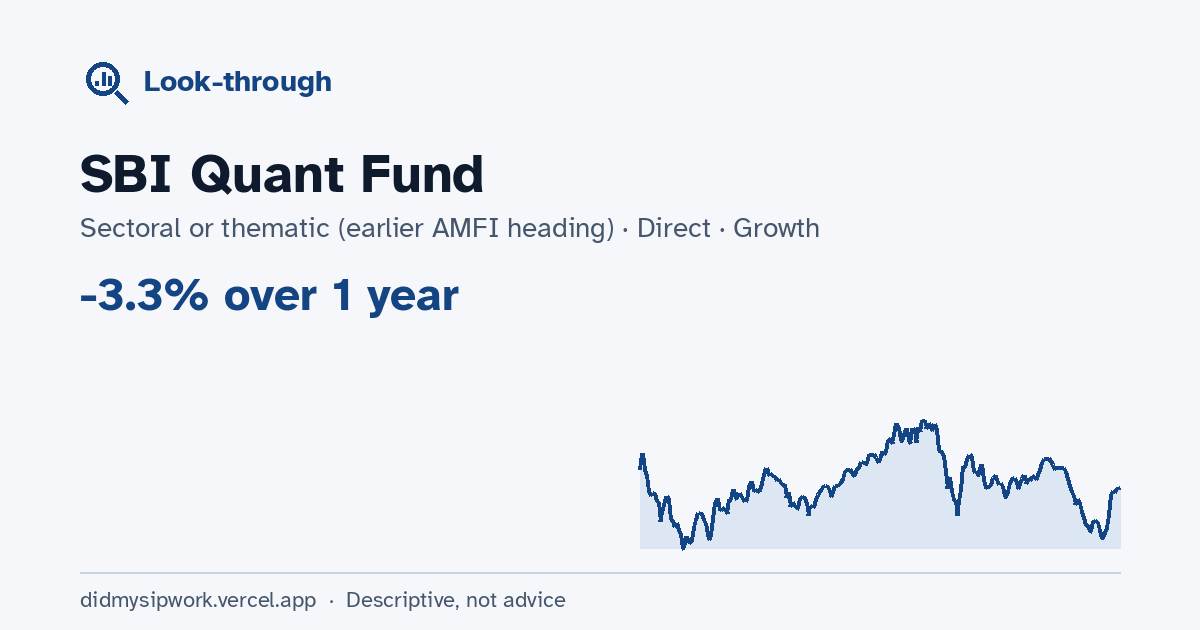 Look-through
SBI Quant Fund
Sectoral or thematic (earlier AMFI heading) · Direct · Growth
-3.3% over 1 year
didmysipwork.vercel.app · Descriptive, not advice